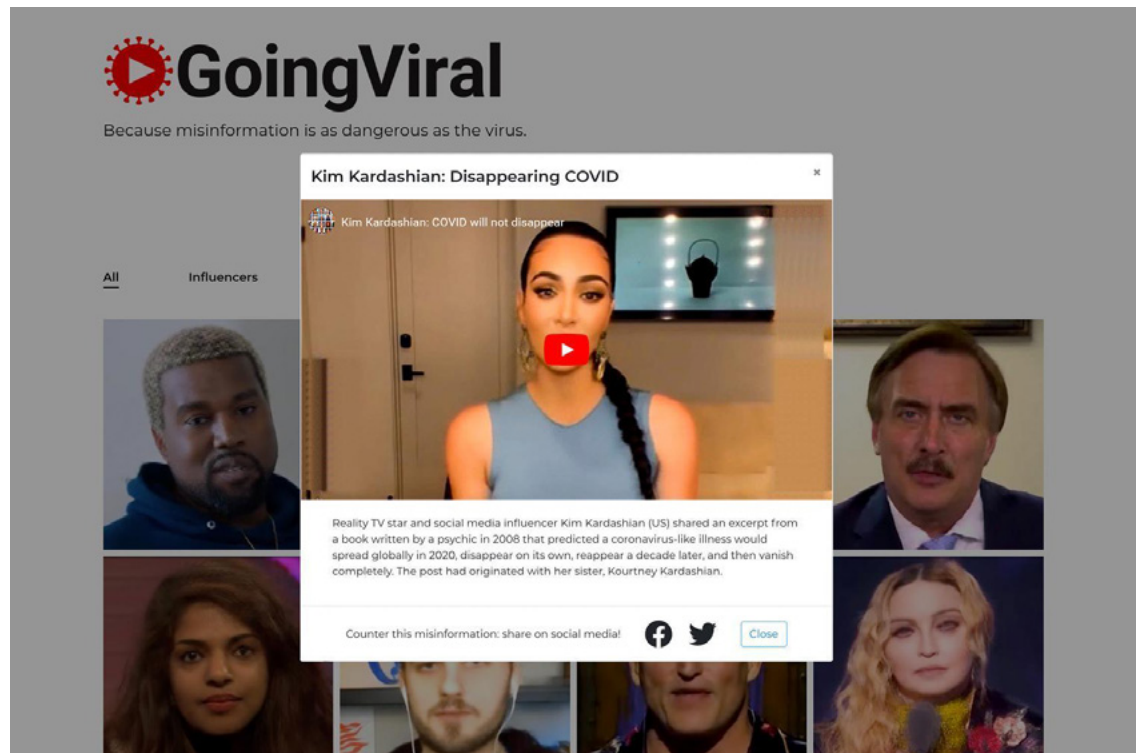 GoingViral
Because misinformation is as dangerous as the virus.
Kim Kardashian: Disappearing COVID
×
Kim Kardashian: COVID will not disappear
All Influencers
Reality TV star and social media influencer Kim Kardashian (US) shared an excerpt from
a book written by a psychic in 2008 that predicted a coronavirus-like illness would
spread globally in 2020, disappear on its own, reappear a decade later, and then vanish
completely. The post had originated with her sister, Kourtney Kardashian.
Counter this misinformation: share on social media!
Close